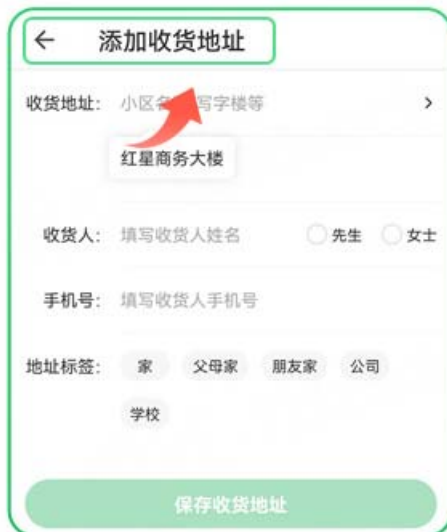 添加收货地址
收货地址： 小区名 写字楼等
红星商务大楼
收货人： 填写收货人姓名 先生 女士
手机号： 填写收货人手机号
地址标签： 家 父母家 朋友家 公司
学校
保存收货地址